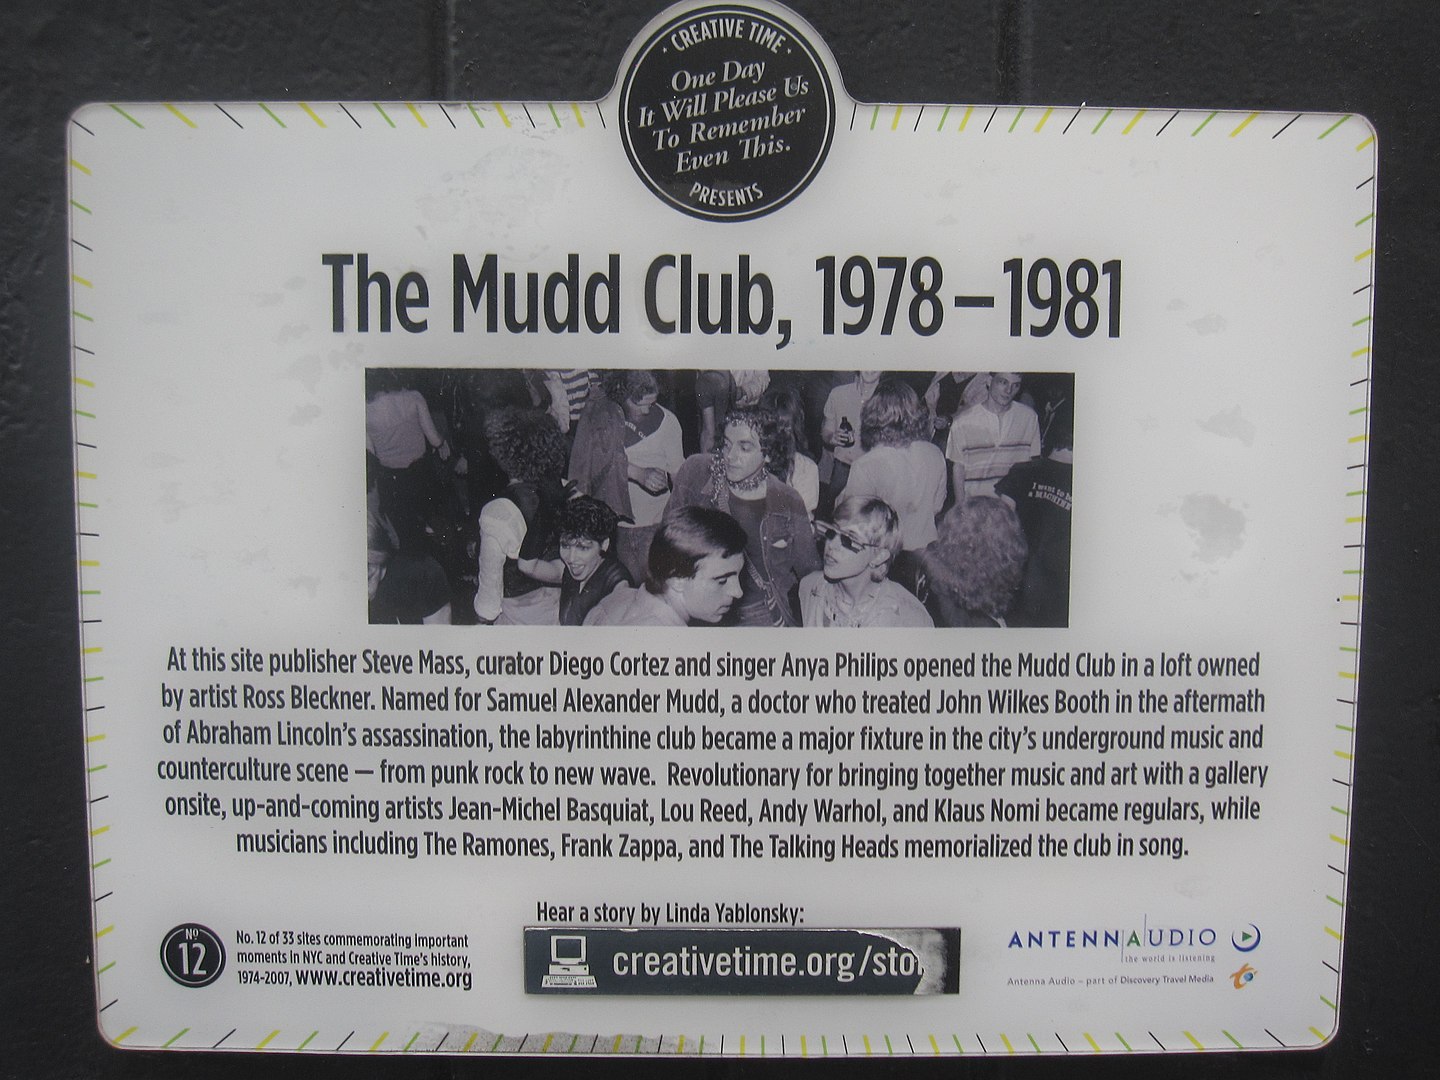 CREATIVE TIME
One Day
It Will Please Us
To Remember
Even This.
PRESENTS
The Mudd Club, 1978–1981
I want to be
a MACHINE
At this site publisher Steve Mass, curator Diego Cortez and singer Anya Philips opened the Mudd Club in a loft owned
by artist Ross Bleckner. Named for Samuel Alexander Mudd, a doctor who treated John Wilkes Booth in the aftermath
of Abraham Lincoln's assassination, the labyrinthine club became a major fixture in the city's underground music and
counterculture scene — from punk rock to new wave. Revolutionary for bringing together music and art with a gallery
onsite, up-and-coming artists Jean-Michel Basquiat, Lou Reed, Andy Warhol, and Klaus Nomi became regulars, while
musicians including The Ramones, Frank Zappa, and The Talking Heads memorialized the club in song.
Nº
12
No. 12 of 33 sites commemorating important
moments in NYC and Creative Time's history,
1974-2007, www.creativetime.org
Hear a story by Linda Yablonsky:
creativetime.org/sto
ANTENNAUDIO
the world is listening
Antenna Audio – part of Discovery Travel Media